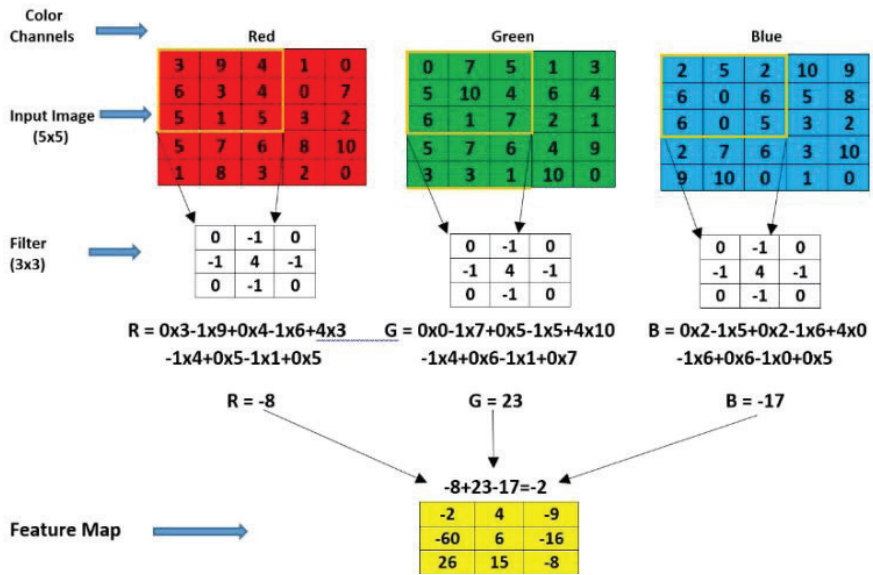 Color
Channels
Red Green Blue
Input Image
(5x5)
3 9 4 1 0
6 3 4 0 7
5 1 5 3 2
5 7 6 8 10
1 8 3 2 0
0 7 5 1 3
5 10 4 6 4
6 1 7 2 1
5 7 6 4 9
3 3 1 10 0
2 5 2 10 9
6 0 6 5 8
6 0 5 3 2
2 7 6 3 10
9 10 0 1 0
Filter
(3x3)
0 -1 0
-1 4 -1
0 -1 0
0 -1 0
-1 4 -1
0 -1 0
0 -1 0
-1 4 -1
0 -1 0
R = 0x3-1x9+0x4-1x6+4x3
-1x4+0x5-1x1+0x5
R = -8
G = 0x0-1x7+0x5-1x5+4x10
-1x4+0x6-1x1+0x7
G = 23
B = 0x2-1x5+0x2-1x6+4x0
-1x6+0x6-1x0+0x5
B = -17
-8+23-17=-2
Feature Map
-2 4 -9
-60 6 -16
26 15 -8